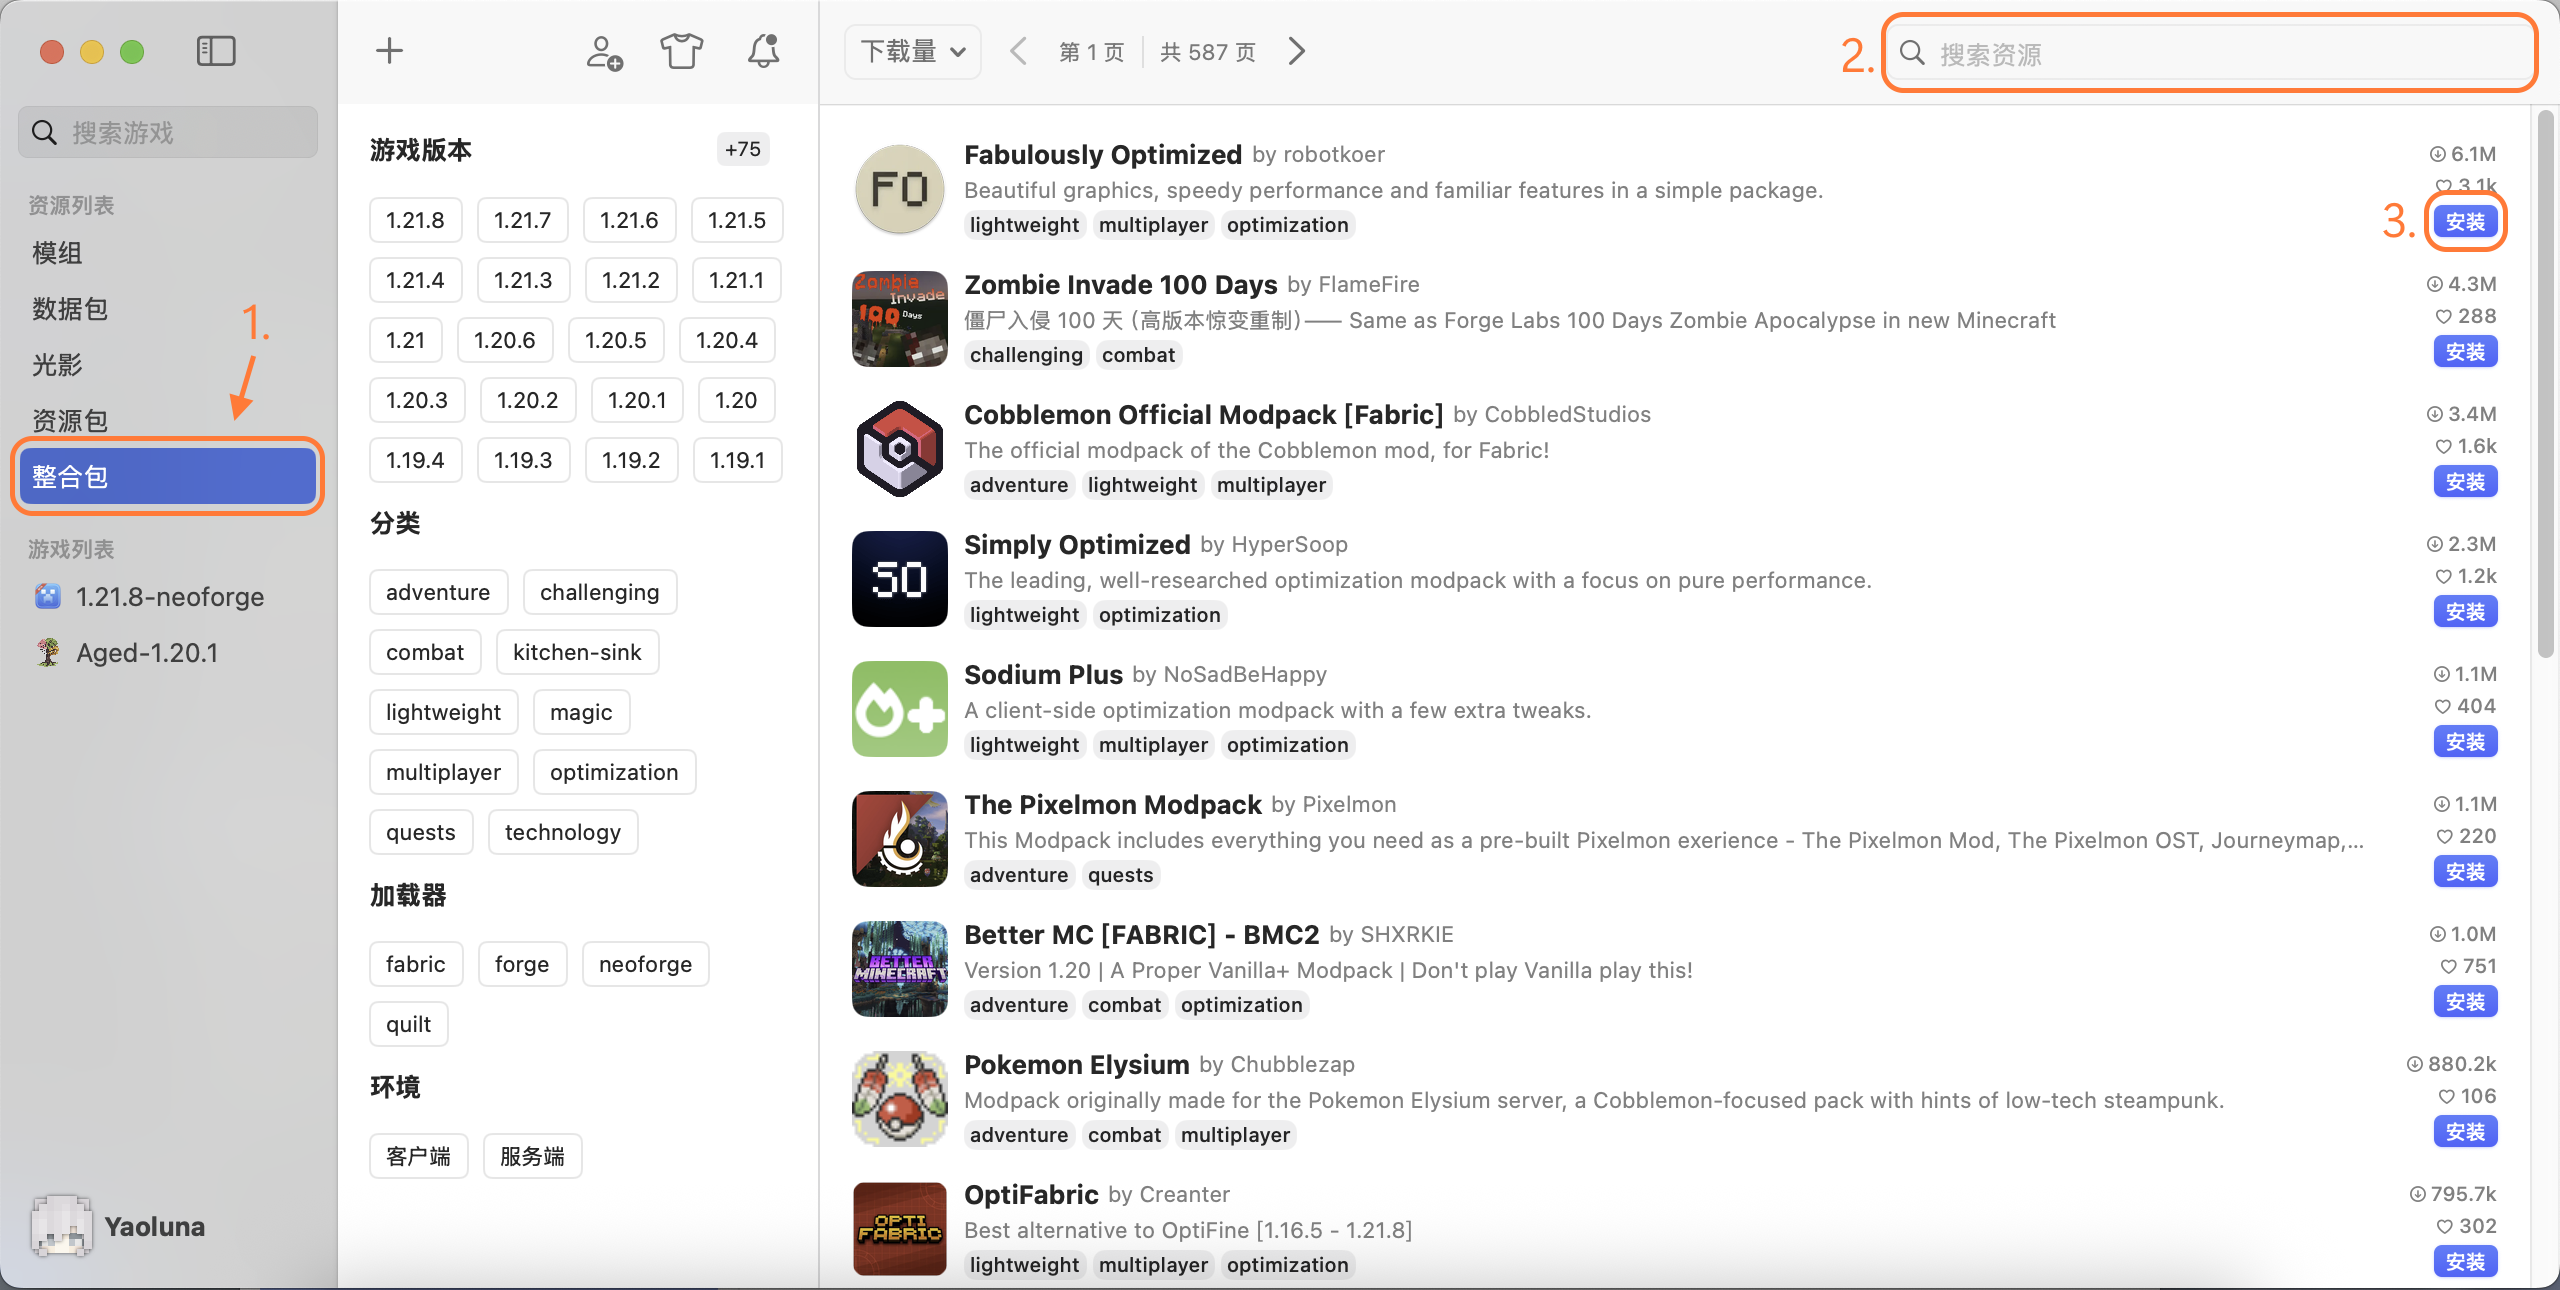 搜索游戏
资源列表
模组
数据包
1.
光影
资源包
整合包
游戏列表
1.21.8-neoforge
Aged-1.20.1
Yaoluna
游戏版本 +75
1.21.8 1.21.7 1.21.6 1.21.5
1.21.4 1.21.3 1.21.2 1.21.1
1.21 1.20.6 1.20.5 1.20.4
1.20.3 1.20.2 1.20.1 1.20
1.19.4 1.19.3 1.19.2 1.19.1
分类
adventure challenging
combat kitchen-sink
lightweight magic
multiplayer optimization
quests technology
加载器
fabric forge neoforge
quilt
环境
客户端 服务端
下载量 第 1 页 共 587 页 2. 搜索资源
FO
Fabulously Optimized by robotkoer 6.1M
Beautiful graphics, speedy performance and familiar features in a simple package. 3.1k
lightweight multiplayer optimization 3. 安装
Zombie Invade 100 Days
Zombie Invade 100 Days by FlameFire 4.3M
僵尸入侵 100 天 (高版本惊变重制) —— Same as Forge Labs 100 Days Zombie Apocalypse in new Minecraft 288
challenging combat 安装
Cobblemon Official Modpack [Fabric] by CobbledStudios 3.4M
The official modpack of the Cobblemon mod, for Fabric! 1.6k
adventure lightweight multiplayer 安装
SO
Simply Optimized by HyperSoop 2.3M
The leading, well-researched optimization modpack with a focus on pure performance. 1.2k
lightweight optimization 安装
Sodium Plus by NoSadBeHappy 1.1M
A client-side optimization modpack with a few extra tweaks. 404
lightweight multiplayer optimization 安装
The Pixelmon Modpack by Pixelmon 1.1M
This Modpack includes everything you need as a pre-built Pixelmon exerience - The Pixelmon Mod, The Pixelmon OST, Journeymap,... 220
adventure quests 安装
BETTER MINECRAFT
Better MC [FABRIC] - BMC2 by SHXRKIE 1.0M
Version 1.20 | A Proper Vanilla+ Modpack | Don't play Vanilla play this! 751
adventure combat optimization 安装
Pokemon Elysium by Chubblezap 880.2k
Modpack originally made for the Pokemon Elysium server, a Cobblemon-focused pack with hints of low-tech steampunk. 106
adventure combat multiplayer 安装
OPTI FABRIC
OptiFabric by Creanter 795.7k
Best alternative to OptiFine [1.16.5 - 1.21.8] 302
lightweight multiplayer optimization 安装